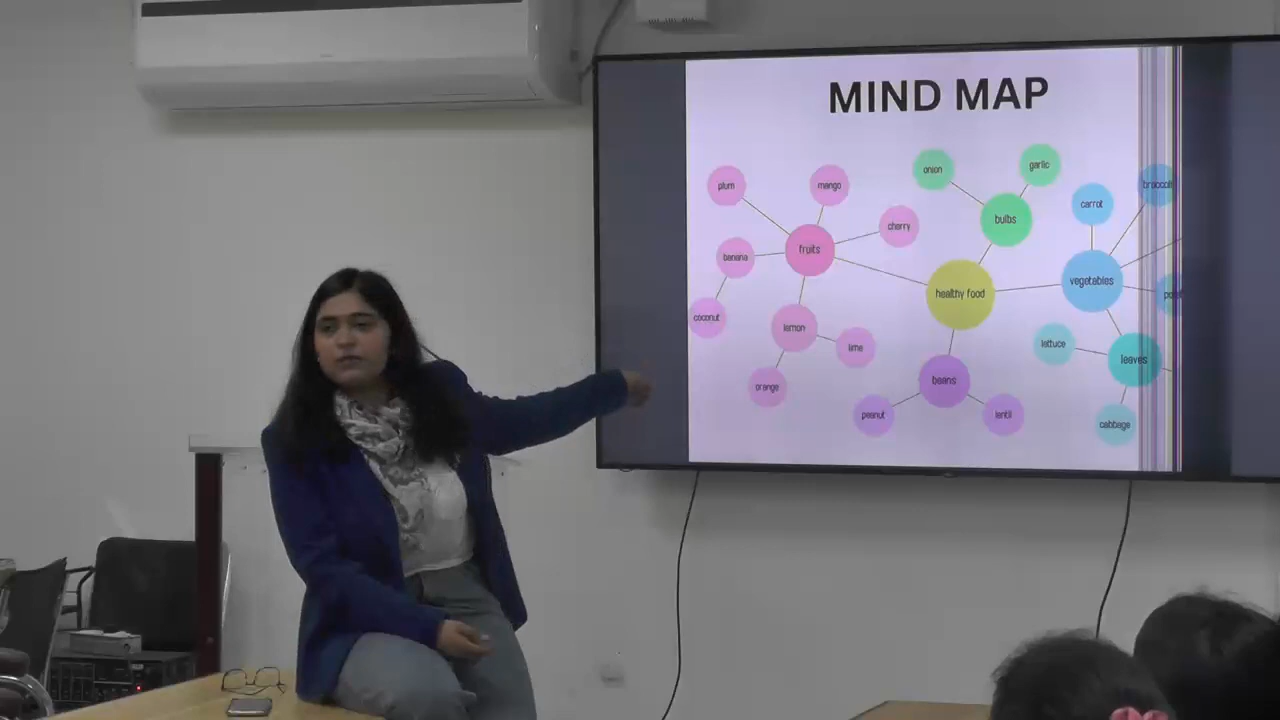 MIND MAP
onion
garlic
plum
mango
carrot
broccoli
cherry
bulbs
fruits
banana
vegetables
healthy food
coconut
lemon
lettuce
lime
leaves
orange
beans
peanut
lentil
cabbage